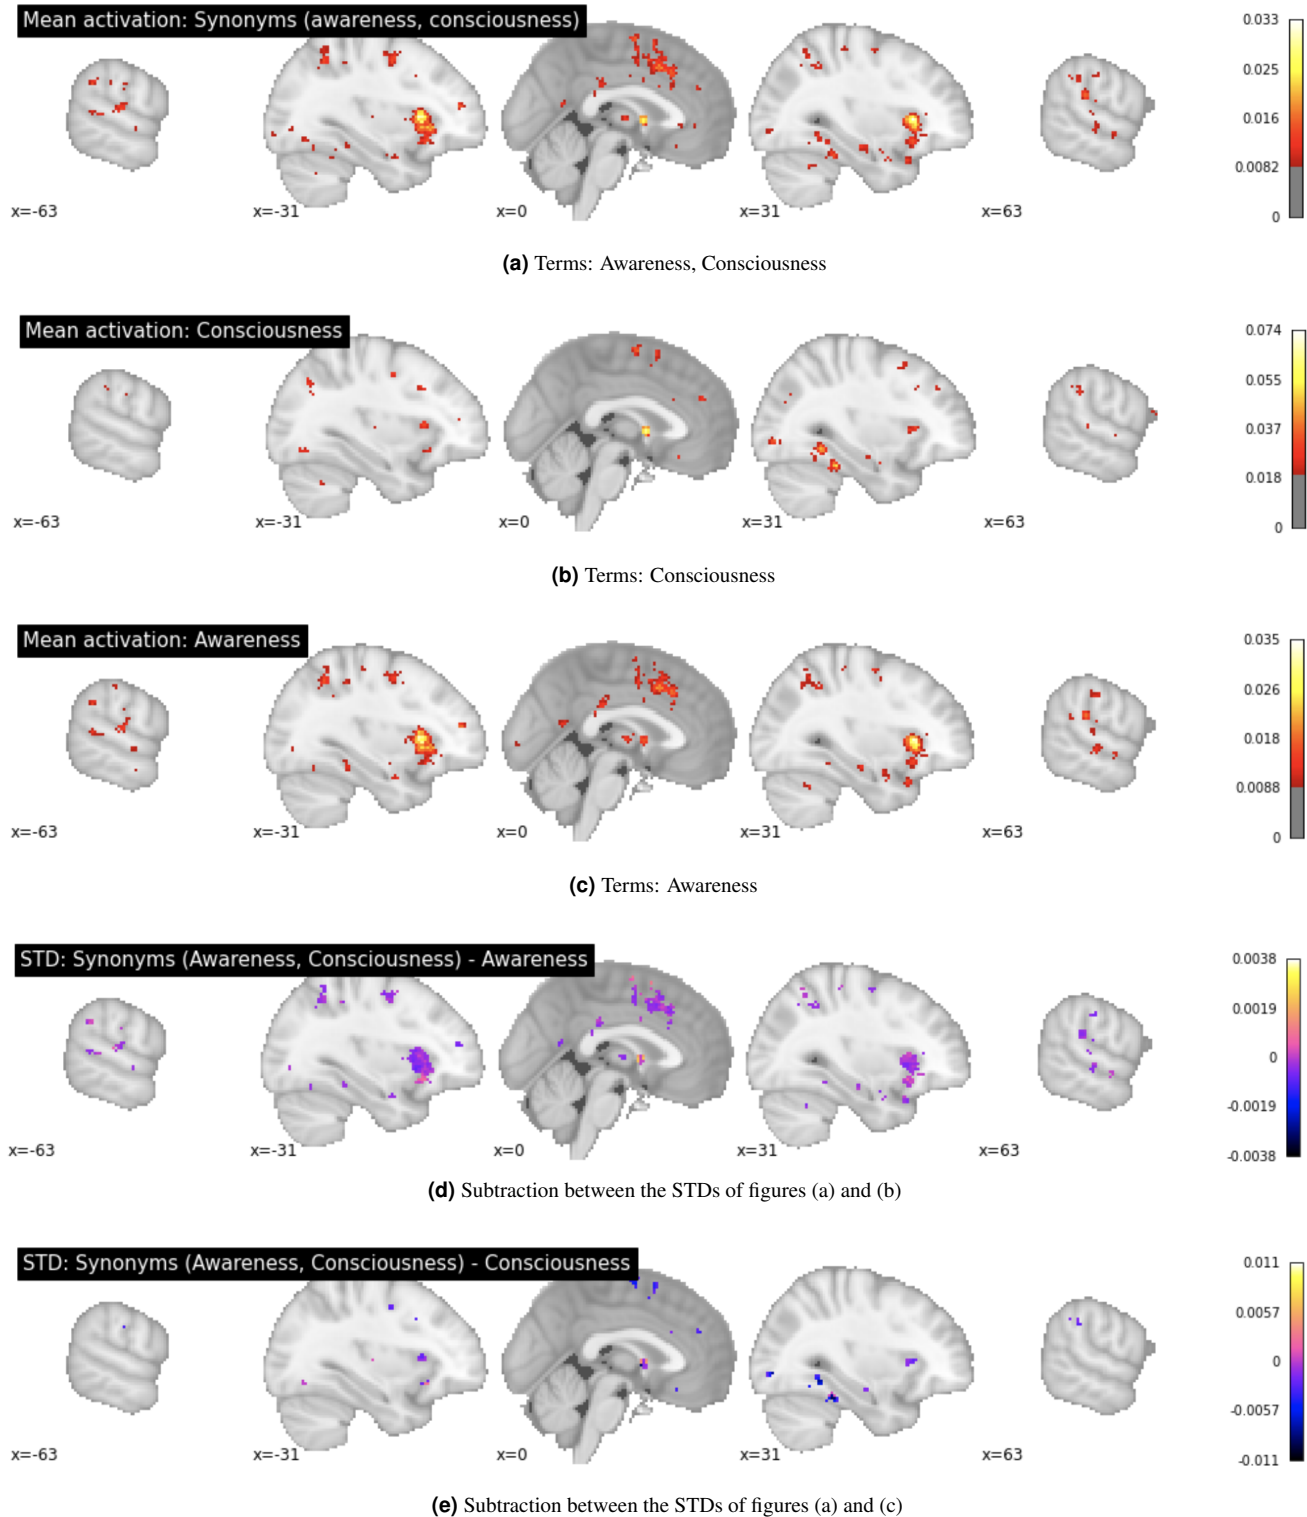 Mean activation: Synonyms (awareness, consciousness)
0.033
0.025
0.016
0.0082
0
x=-63 x=-31 x=0 x=31 x=63
(a) Terms: Awareness, Consciousness
Mean activation: Consciousness
0.074
0.055
0.037
0.018
0
x=-63 x=-31 x=0 x=31 x=63
(b) Terms: Consciousness
Mean activation: Awareness
0.035
0.026
0.018
0.0088
0
x=-63 x=-31 x=0 x=31 x=63
(c) Terms: Awareness
STD: Synonyms (Awareness, Consciousness) - Awareness
0.0038
0.0019
0
-0.0019
-0.0038
x=-63 x=-31 x=0 x=31 x=63
(d) Subtraction between the STDs of figures (a) and (b)
STD: Synonyms (Awareness, Consciousness) - Consciousness
0.011
0.0057
0
-0.0057
-0.011
x=-63 x=-31 x=0 x=31 x=63
(e) Subtraction between the STDs of figures (a) and (c)